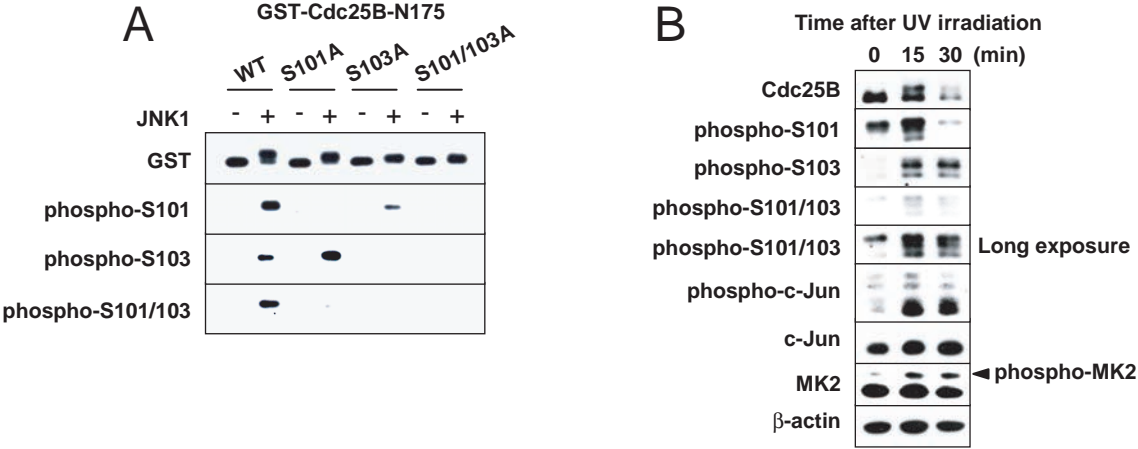 A
GST-Cdc25B-N175
WT S101A S103A S101/103A
JNK1 - + - + - + - +
GST
phospho-S101
phospho-S103
phospho-S101/103
B
Time after UV irradiation
0 15 30 (min)
Cdc25B
phospho-S101
phospho-S103
phospho-S101/103
phospho-S101/103 Long exposure
phospho-c-Jun
c-Jun
MK2 phospho-MK2
β-actin